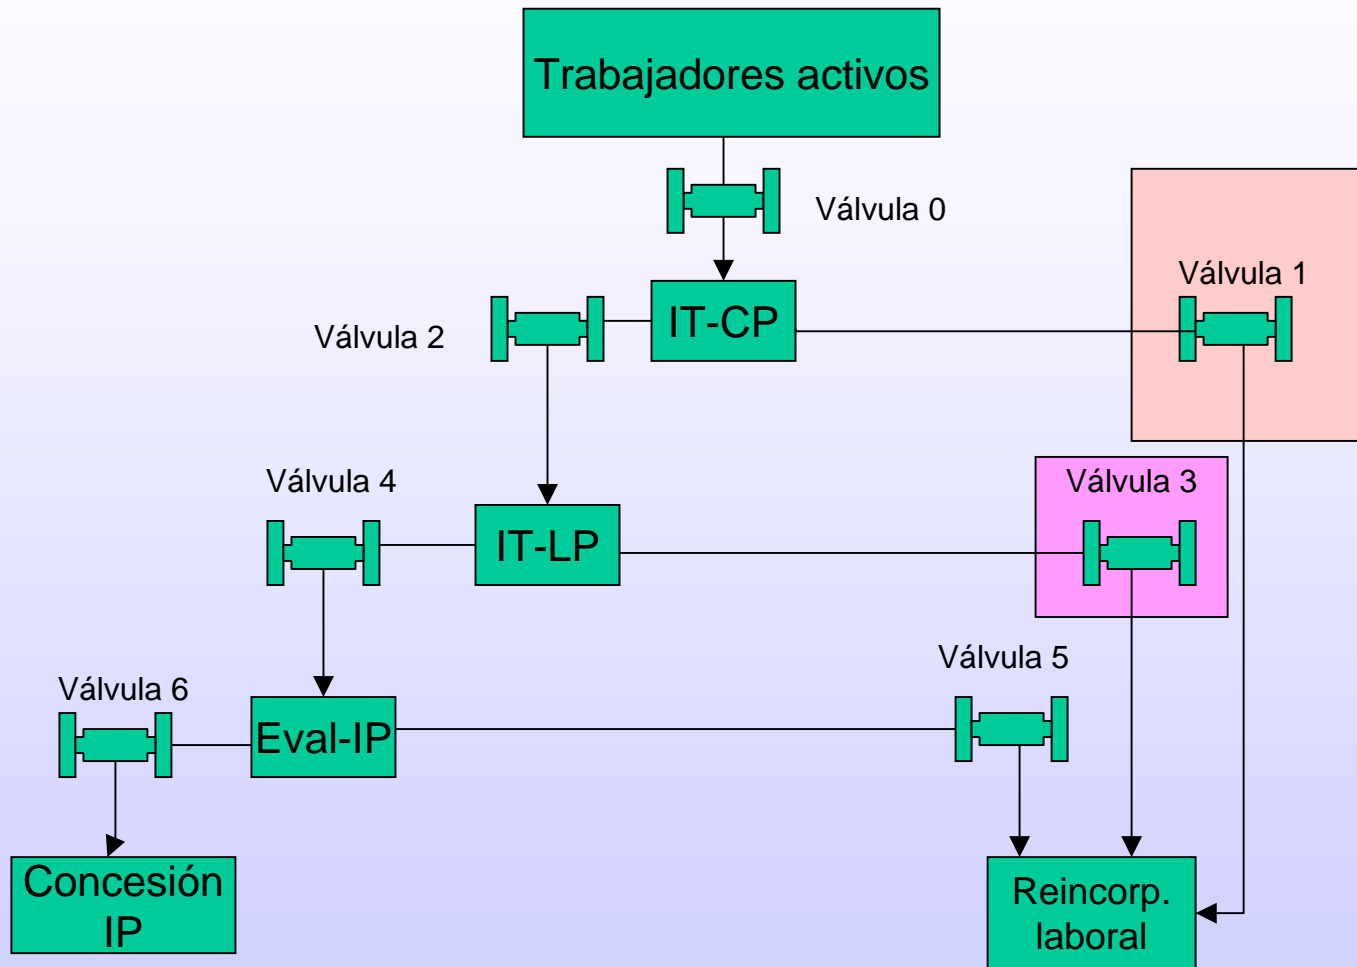 Trabajadores activos
Válvula 0
Válvula 1
IT-CP
Válvula 2
Válvula 4
Válvula 3
IT-LP
Válvula 5
Válvula 6
Eval-IP
Concesión
IP
Reincorp.
laboral